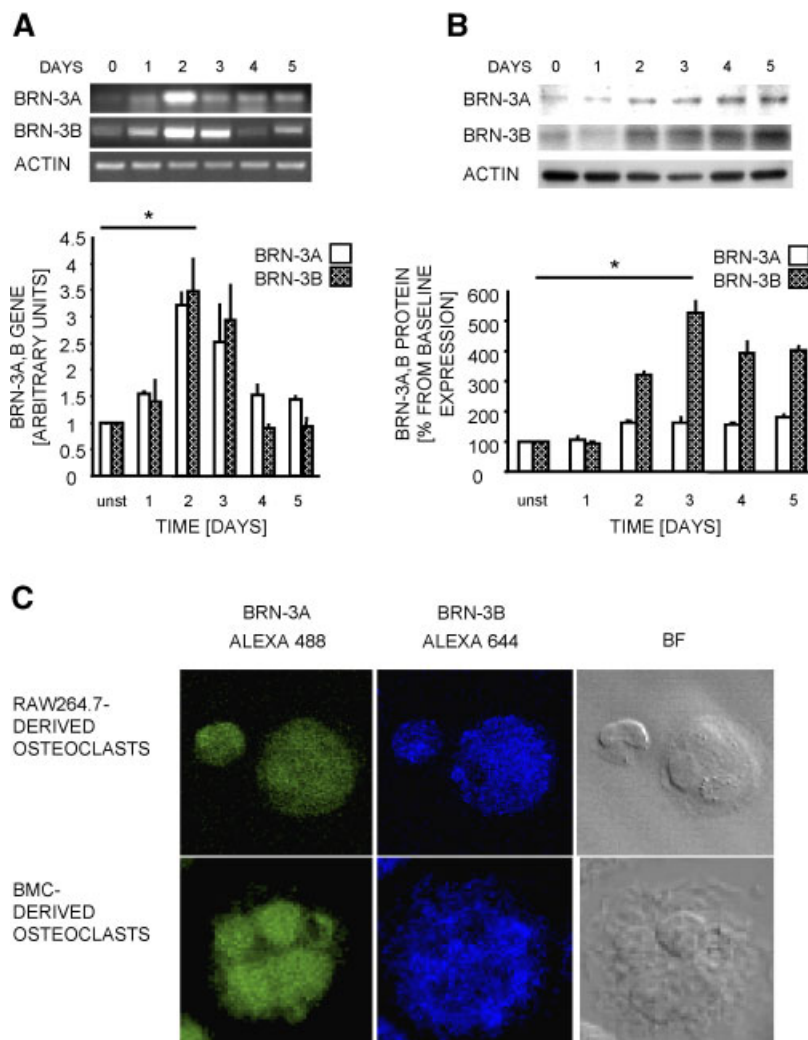 A
DAYS 0 1 2 3 4 5
BRN-3A
BRN-3B
ACTIN
*
BRN-3A
BRN-3B
BRN-3A,B GENE
[ARBITRARY UNITS]
4.5
4
3.5
3
2.5
2
1.5
1
0.5
0
unst 1 2 3 4 5
TIME [DAYS]
B
DAYS 0 1 2 3 4 5
BRN-3A
BRN-3B
ACTIN
*
BRN-3A
BRN-3B
BRN-3A,B PROTEIN
[% FROM BASELINE
EXPRESSION]
600
500
400
300
200
100
0
unst 1 2 3 4 5
TIME [DAYS]
C
BRN-3A
ALEXA 488
BRN-3B
ALEXA 644
BF
RAW264.7-
DERIVED
OSTEOCLASTS
BMC-
DERIVED
OSTEOCLASTS